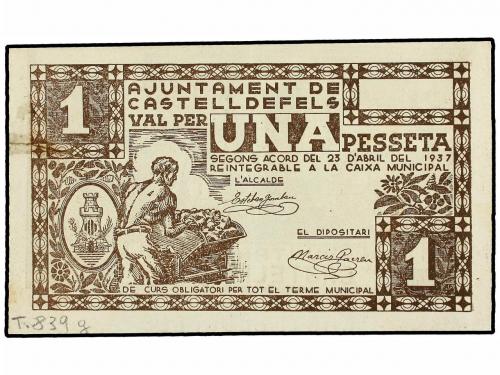 1
AJUNTAMENT DE
CASTELLDEFELS
VAL PER UNA PESSETA
SEGONS ACORD DEL 23 D'ABRIL DEL 1937
REINTEGRABLE A LA CAIXA MUNICIPAL
L'ALCALDE
EL DIPOSITARI
1
DE CURS OBLIGATORI PER TOT EL TERME MUNICIPAL
T.839 g